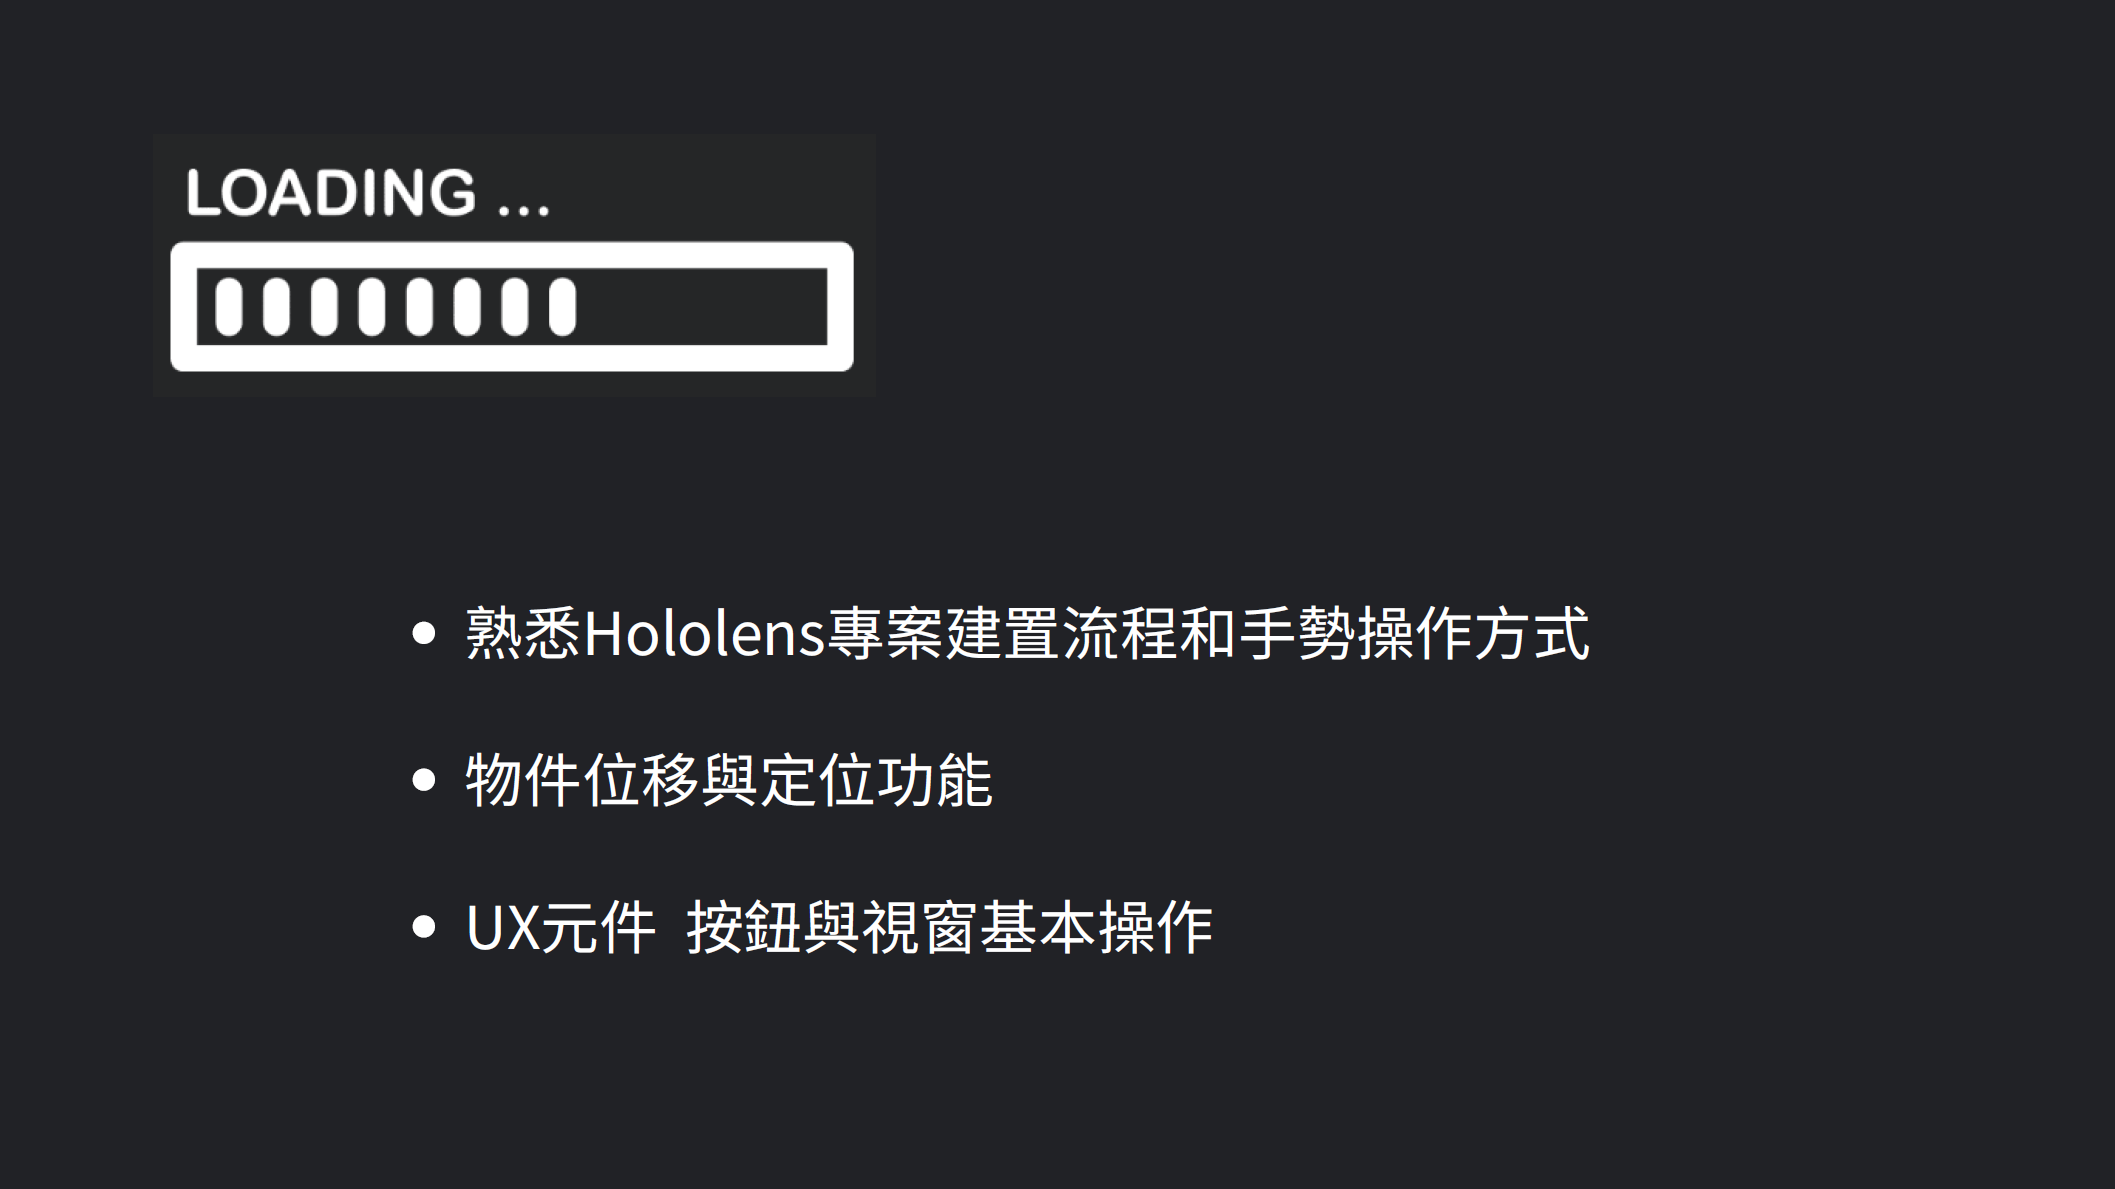 LOADING ...
• 熟悉Hololens專案建置流程和手勢操作方式
• 物件位移與定位功能
• UX元件 按鈕與視窗基本操作